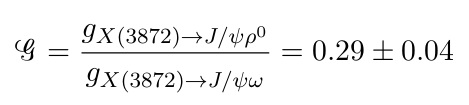 𝒢 = g_{X(3872)→J/ψρ⁰} / g_{X(3872)→J/ψω} = 0.29 ± 0.04